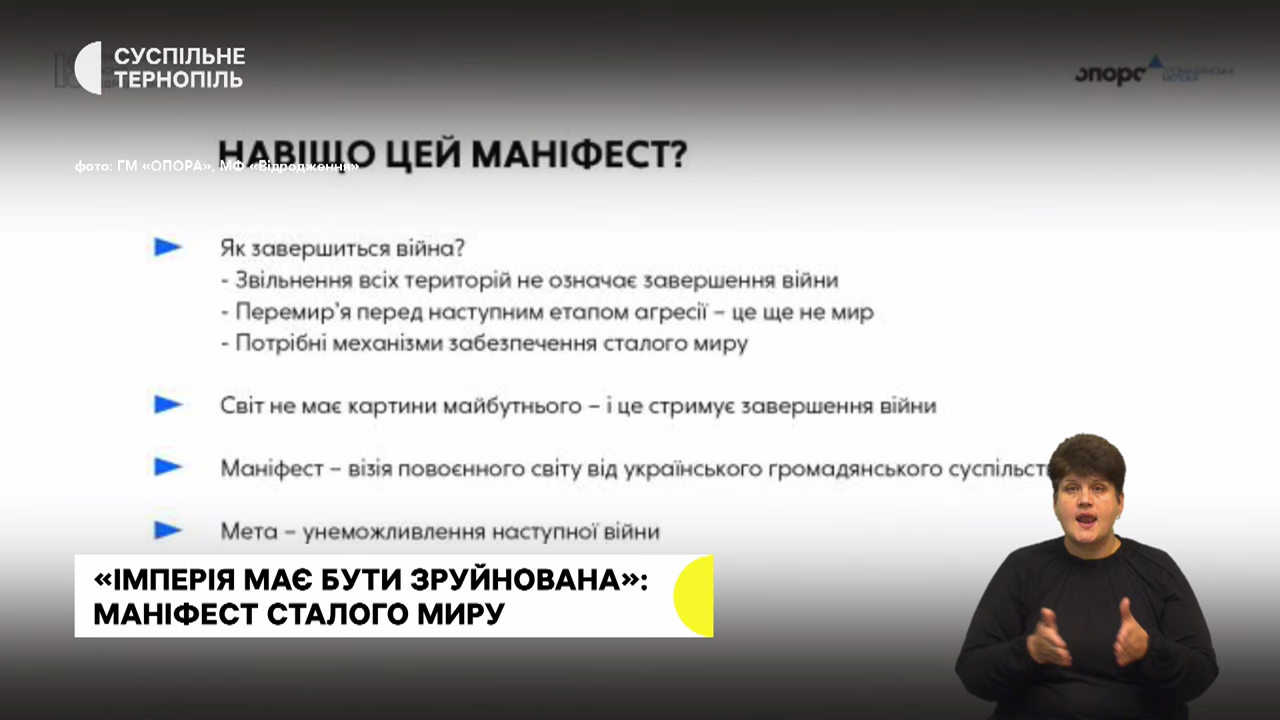 СУСПІЛЬНЕ
ТЕРНОПІЛЬ
опора
НАВІЩО ЦЕЙ МАНІФЕСТ?
фото: ГМ «ОПОРА», МФ «Відродження»
Як завершиться війна?
- Звільнення всіх територій не означає завершення війни
- Перемир’я перед наступним етапом агресії – це ще не мир
- Потрібні механізми забезпечення сталого миру
Світ не має картини майбутнього – і це стримує завершення війни
Маніфест – візія повоєнного світу від українського громадянського
Мета – унеможливлення наступної війни
«ІМПЕРІЯ МАЄ БУТИ ЗРУЙНОВАНА»:
МАНІФЕСТ СТАЛОГО МИРУ